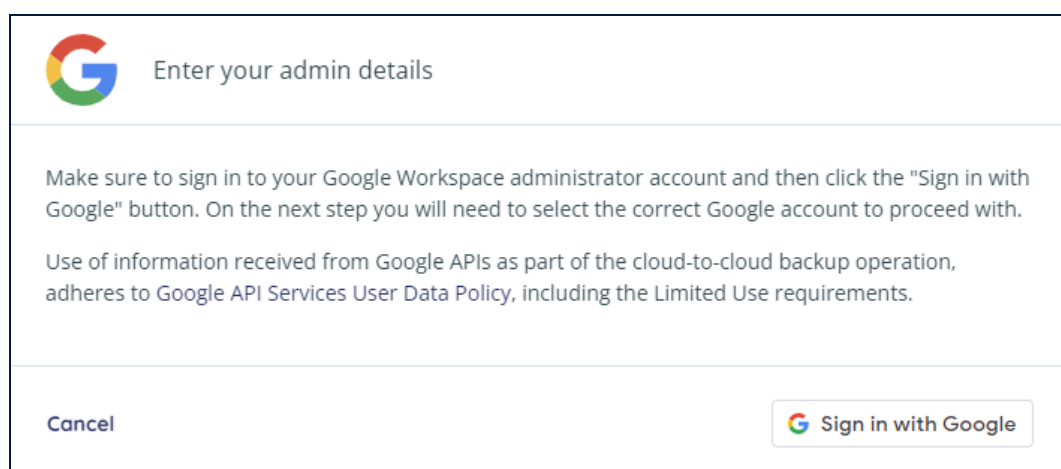 Enter your admin details
Make sure to sign in to your Google Workspace administrator account and then click the "Sign in with
Google" button. On the next step you will need to select the correct Google account to proceed with.
Use of information received from Google APIs as part of the cloud-to-cloud backup operation,
adheres to Google API Services User Data Policy, including the Limited Use requirements.
Cancel
Sign in with Google